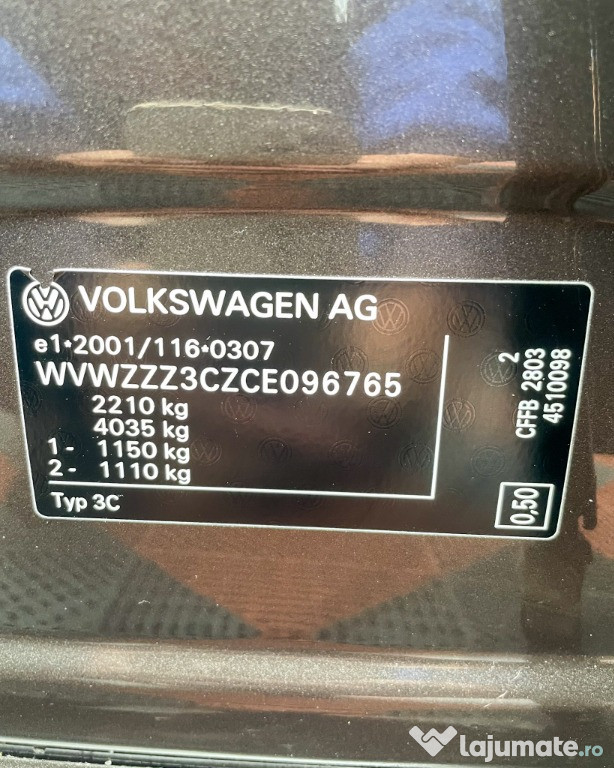 VOLKSWAGEN AG
e1*2001/116*0307
WVWZZZ3CZCE096765
2210 kg
4035 kg
1- 1150 kg
2- 1110 kg
Typ 3C
2
CFFB 2603
4510098
0,50
lajumate.ro